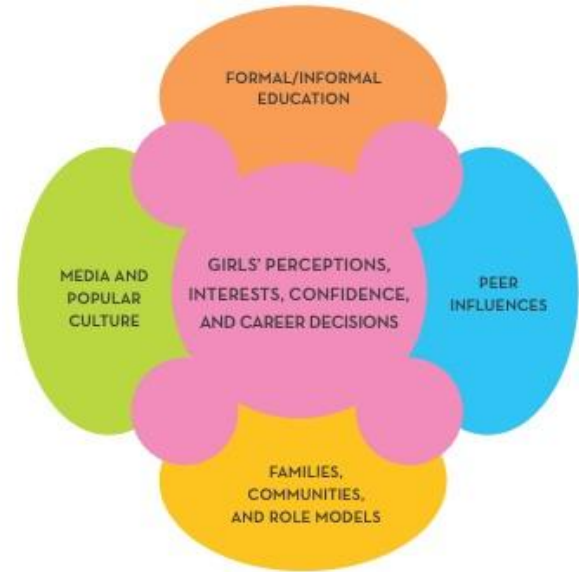 FORMAL/INFORMAL
EDUCATION
MEDIA AND
POPULAR
CULTURE
GIRLS' PERCEPTIONS,
INTERESTS, CONFIDENCE,
AND CAREER DECISIONS
PEER
INFLUENCES
FAMILIES,
COMMUNITIES,
AND ROLE MODELS